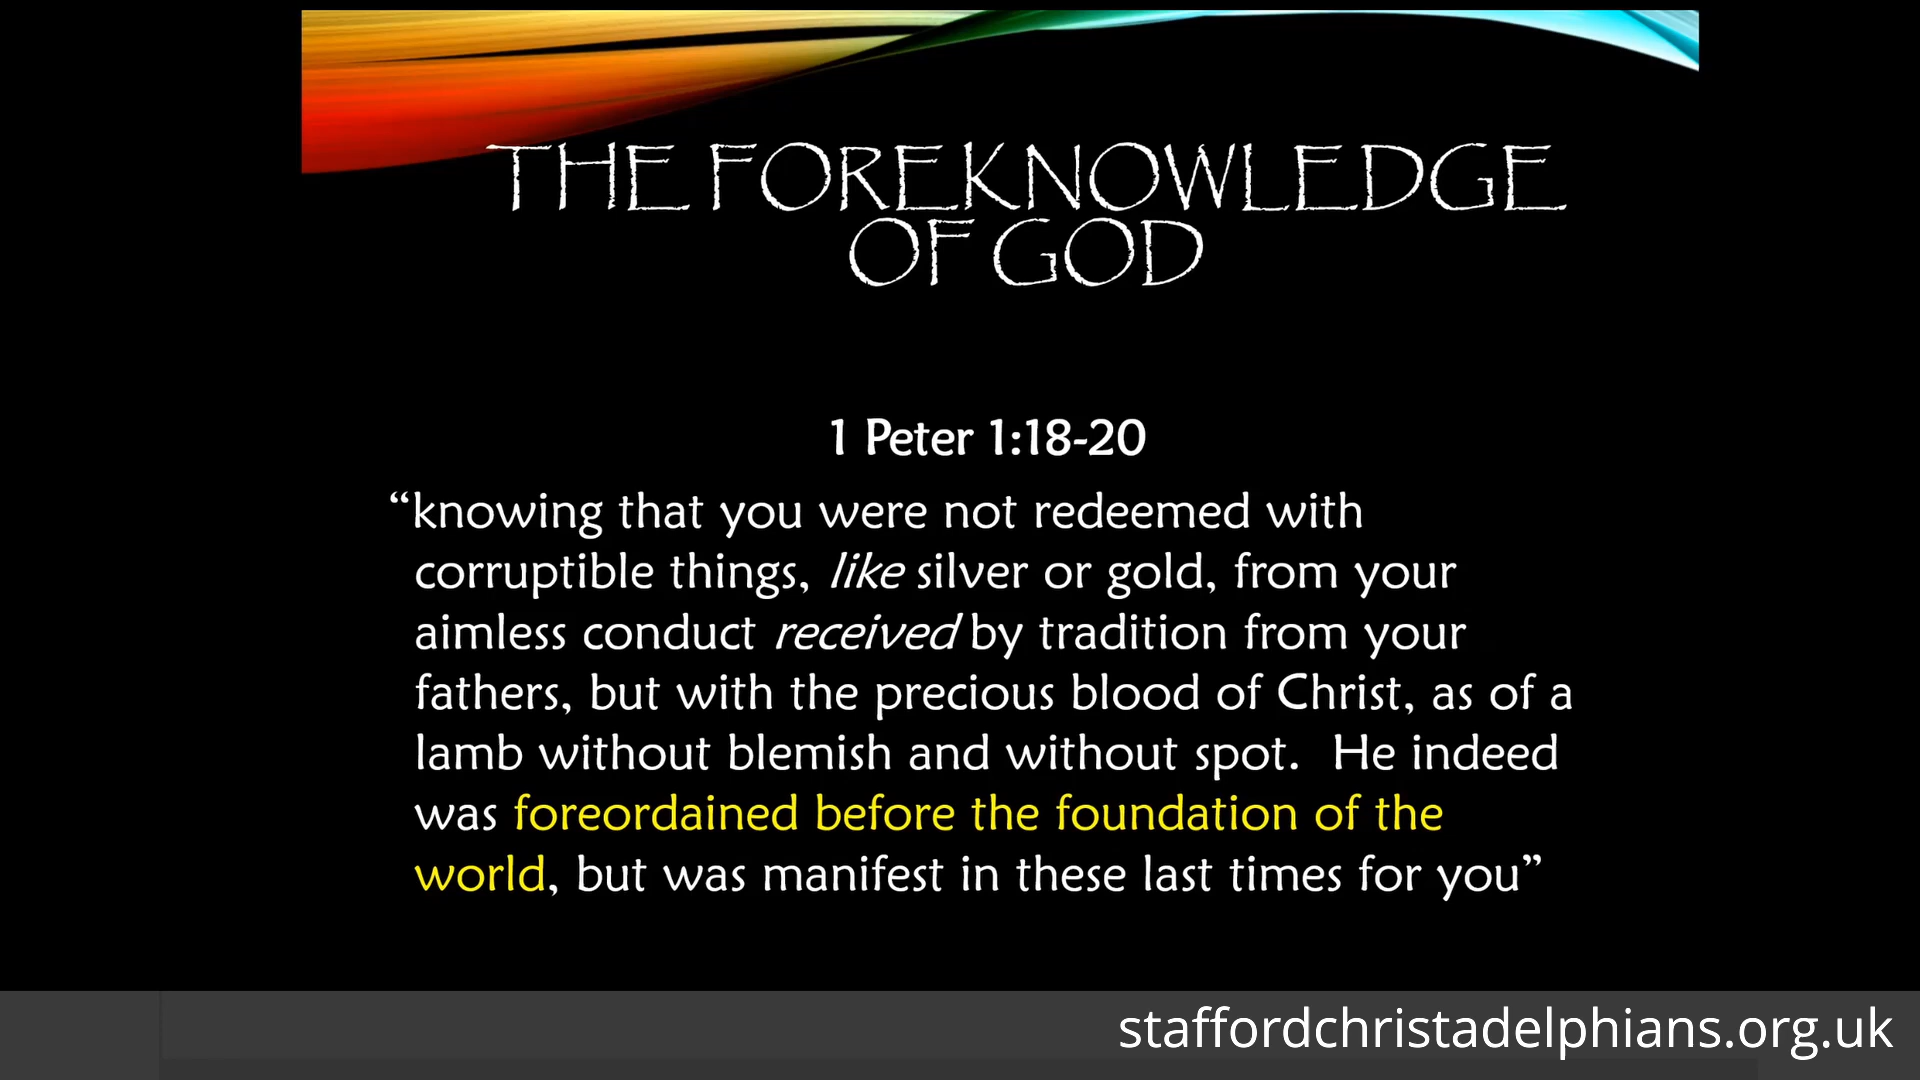 THE FOREKNOWLEDGE
OF GOD
1 Peter 1:18-20
“knowing that you were not redeemed with
corruptible things, like silver or gold, from your
aimless conduct received by tradition from your
fathers, but with the precious blood of Christ, as of a
lamb without blemish and without spot.  He indeed
was foreordained before the foundation of the
world, but was manifest in these last times for you”
staffordchristadelphians.org.uk